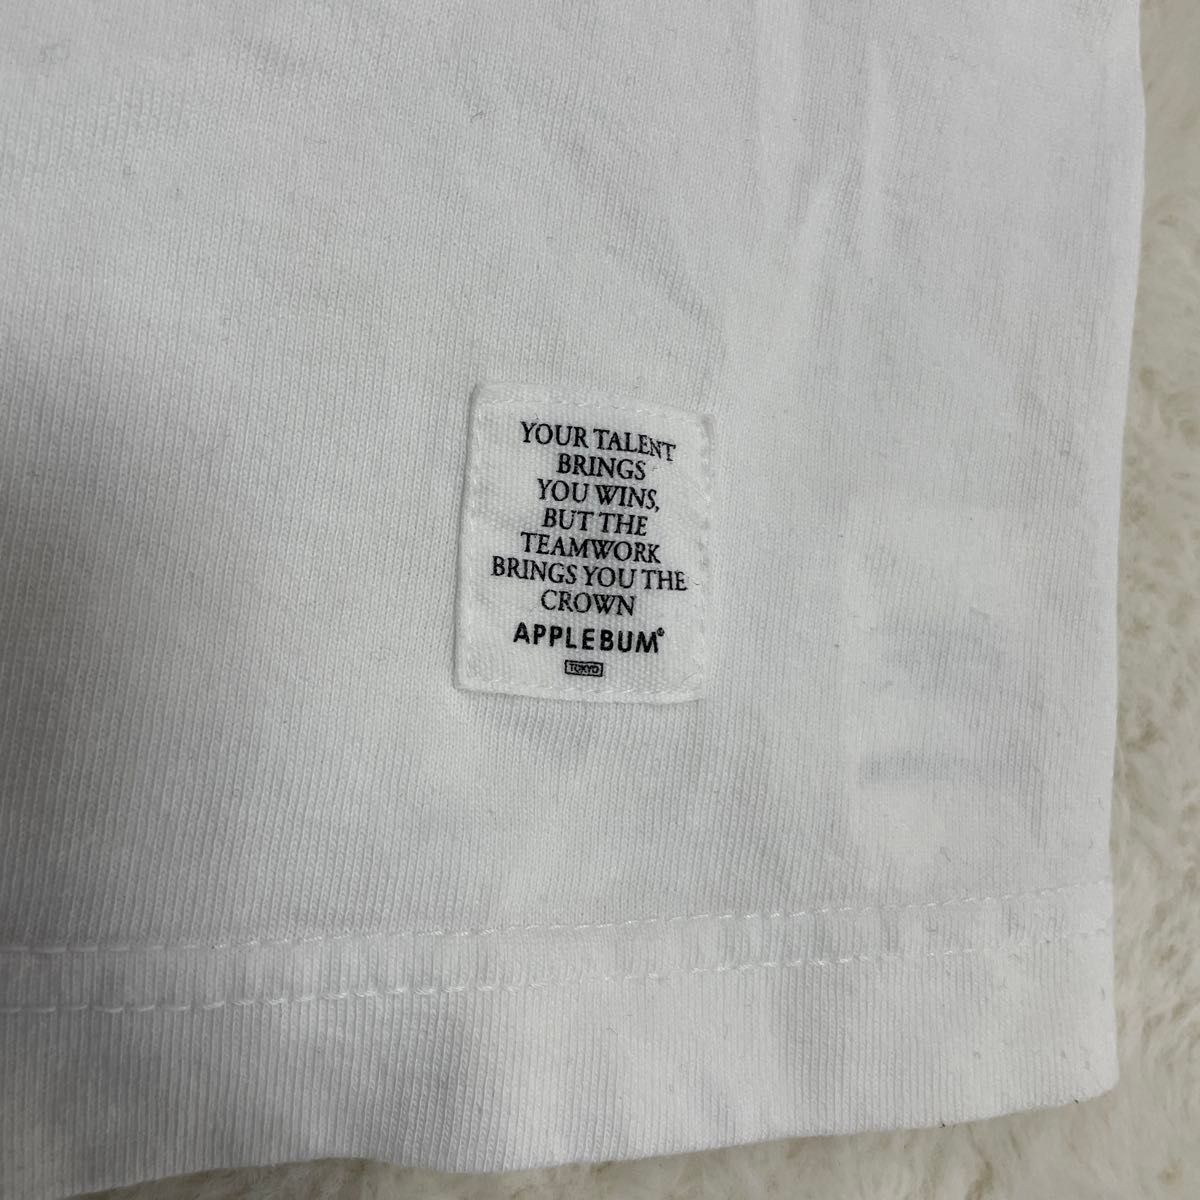 YOUR TALENT
BRINGS
YOU WINS,
BUT THE
TEAMWORK
BRINGS YOU THE
CROWN
APPLEBUM®
TOKYO